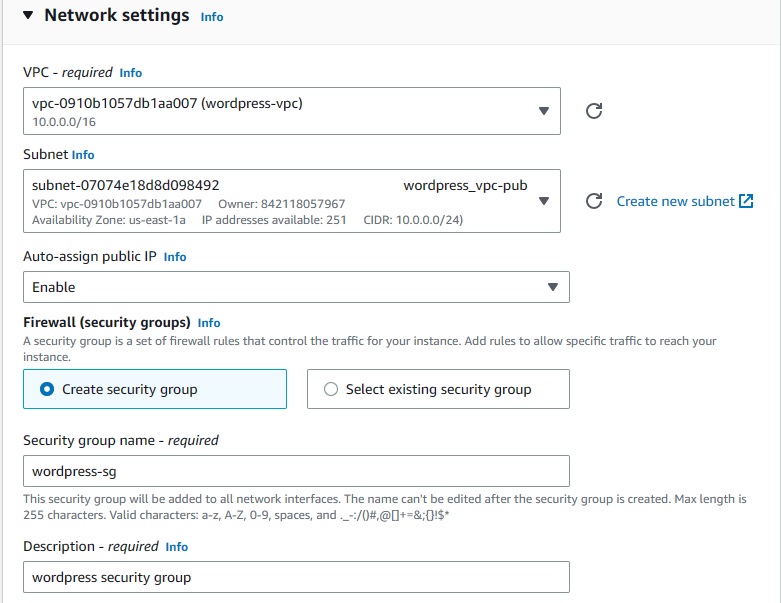 Network settings Info
VPC - required Info
vpc-0910b1057db1aa007 (wordpress-vpc)
10.0.0.0/16
Subnet Info
subnet-07074e18d8d098492 wordpress_vpc-pub
VPC: vpc-0910b1057db1aa007 Owner: 842118057967
Availability Zone: us-east-1a IP addresses available: 251 CIDR: 10.0.0.0/24)
Create new subnet
Auto-assign public IP Info
Enable
Firewall (security groups) Info
A security group is a set of firewall rules that control the traffic for your instance. Add rules to allow specific traffic to reach your
instance.
Create security group
Select existing security group
Security group name - required
wordpress-sg
This security group will be added to all network interfaces. The name can't be edited after the security group is created. Max length is
255 characters. Valid characters: a-z, A-Z, 0-9, spaces, and ._-:/()#,@[]+=&;{}!$*
Description - required Info
wordpress security group